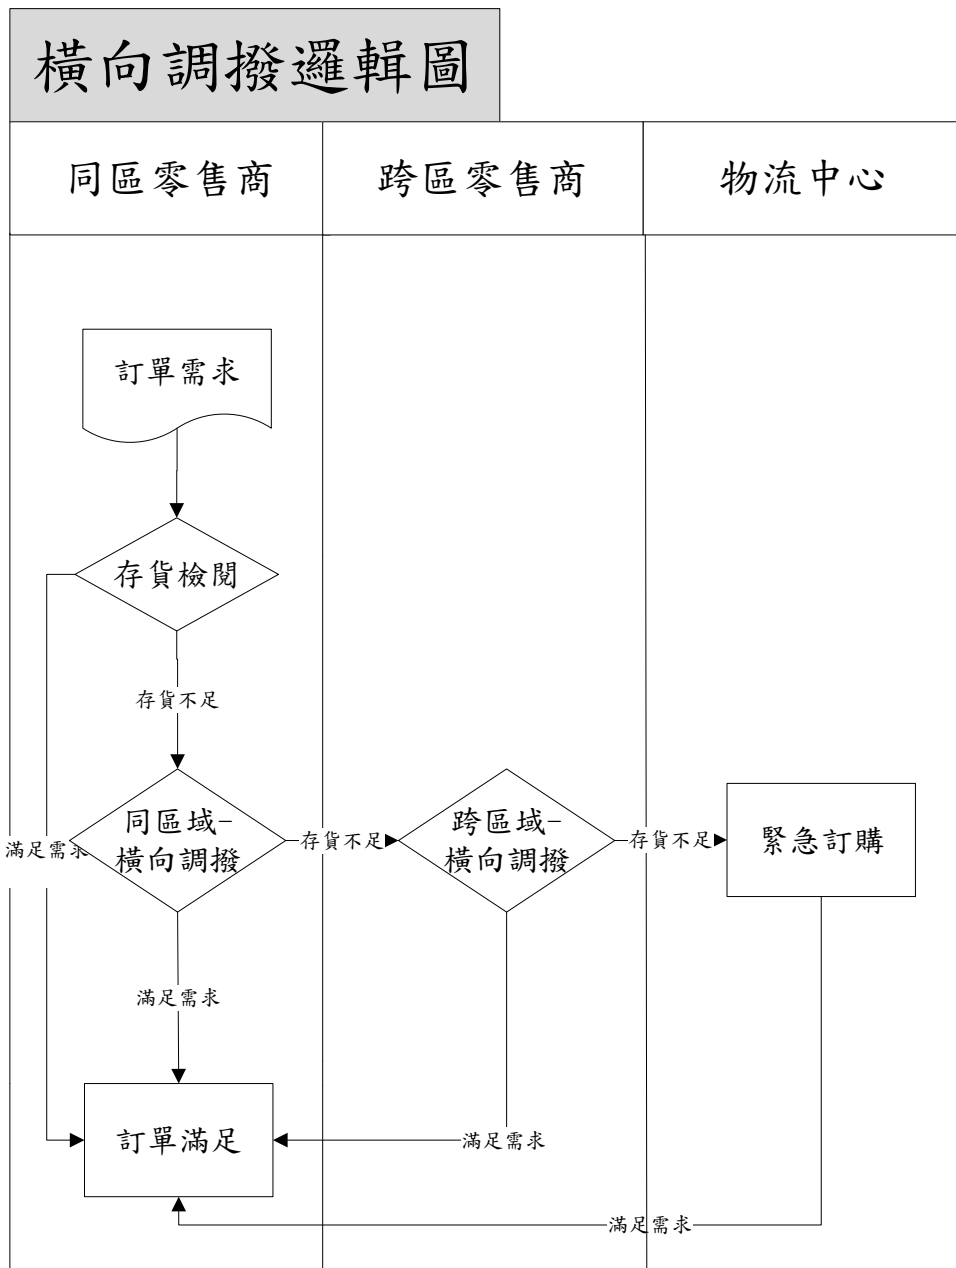 橫向調撥邏輯圖
同區零售商
跨區零售商
物流中心
訂單需求
存貨檢閱
存貨不足
滿足需求
同區域-
橫向調撥
存貨不足
跨區域-
橫向調撥
存貨不足
緊急訂購
滿足需求
訂單滿足
滿足需求
滿足需求